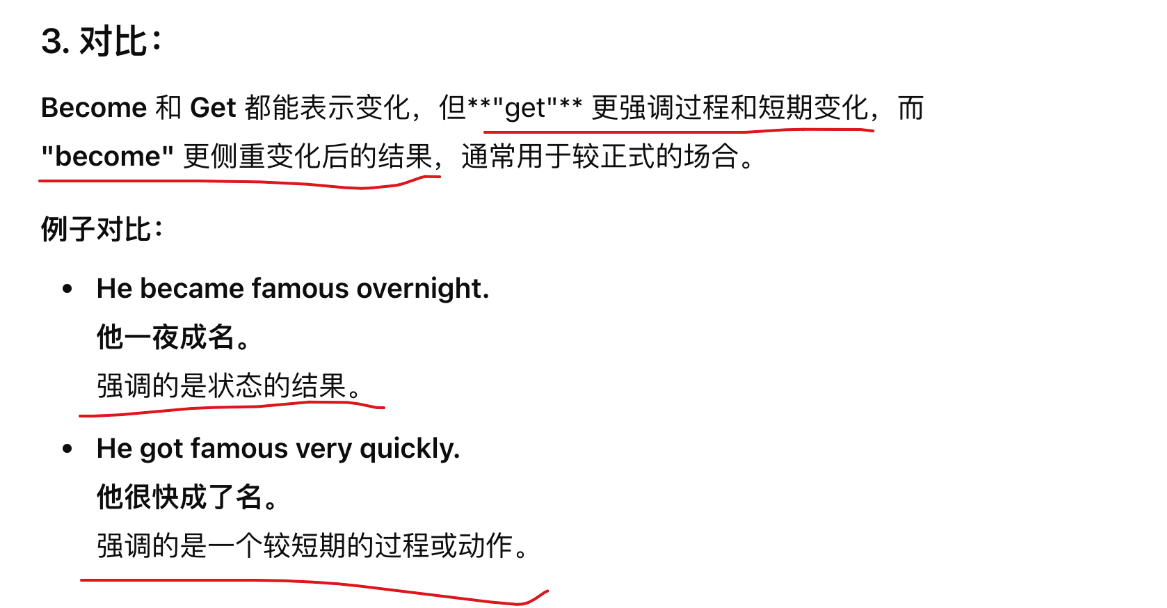 3. 对比：
Become 和 Get 都能表示变化，但**"get"** 更强调过程和短期变化，而
"become" 更侧重变化后的结果，通常用于较正式的场合。
例子对比：
• He became famous overnight.
他一夜成名。
强调的是状态的结果。
• He got famous very quickly.
他很快成了名。
强调的是一个较短期的过程或动作。